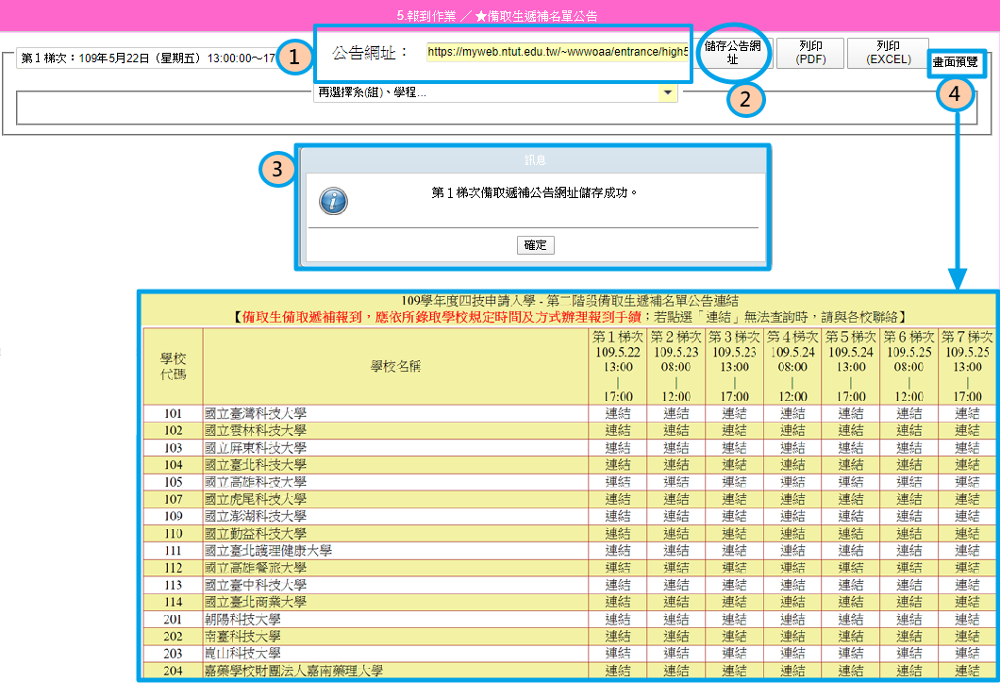 5.報到作業 ／ ★備取生遞補名單公告
第１梯次：109年5月22日（星期五）13:00:00～17
1
公告網址：
https://myweb.ntut.edu.tw/~wwwoaa/entrance/high5
儲存公告網
址
2
列印
(PDF)
列印
(EXCEL)
畫面預覽
4
再選擇系(組)、學程...
3
訊息
第１梯次備取遞補公告網址儲存成功。
確定
109學年度四技申請入學 - 第二階段備取生遞補名單公告連結
【備取生備取遞補報到，應依所錄取學校規定時間及方式辦理報到手續；若點選「連結」無法查詢時，請與各校聯絡】
學校
代碼
學校名稱
第１梯次 第２梯次 第３梯次 第４梯次 第５梯次 第６梯次 第７梯次
109.5.22 109.5.23 109.5.23 109.5.24 109.5.24 109.5.25 109.5.25
13:00 08:00 13:00 08:00 13:00 08:00 13:00
| | | | | | |
17:00 12:00 17:00 12:00 17:00 12:00 17:00
101 國立臺灣科技大學 連結 連結 連結 連結 連結 連結 連結
102 國立雲林科技大學 連結 連結 連結 連結 連結 連結 連結
103 國立屏東科技大學 連結 連結 連結 連結 連結 連結 連結
104 國立臺北科技大學 連結 連結 連結 連結 連結 連結 連結
105 國立高雄科技大學 連結 連結 連結 連結 連結 連結 連結
107 國立虎尾科技大學 連結 連結 連結 連結 連結 連結 連結
109 國立澎湖科技大學 連結 連結 連結 連結 連結 連結 連結
110 國立勤益科技大學 連結 連結 連結 連結 連結 連結 連結
111 國立臺北護理健康大學 連結 連結 連結 連結 連結 連結 連結
112 國立高雄餐旅大學 連結 連結 連結 連結 連結 連結 連結
113 國立臺中科技大學 連結 連結 連結 連結 連結 連結 連結
114 國立臺北商業大學 連結 連結 連結 連結 連結 連結 連結
201 朝陽科技大學 連結 連結 連結 連結 連結 連結 連結
202 南臺科技大學 連結 連結 連結 連結 連結 連結 連結
203 崑山科技大學 連結 連結 連結 連結 連結 連結 連結
204 嘉藥學校財團法人嘉南藥理大學 連結 連結 連結 連結 連結 連結 連結